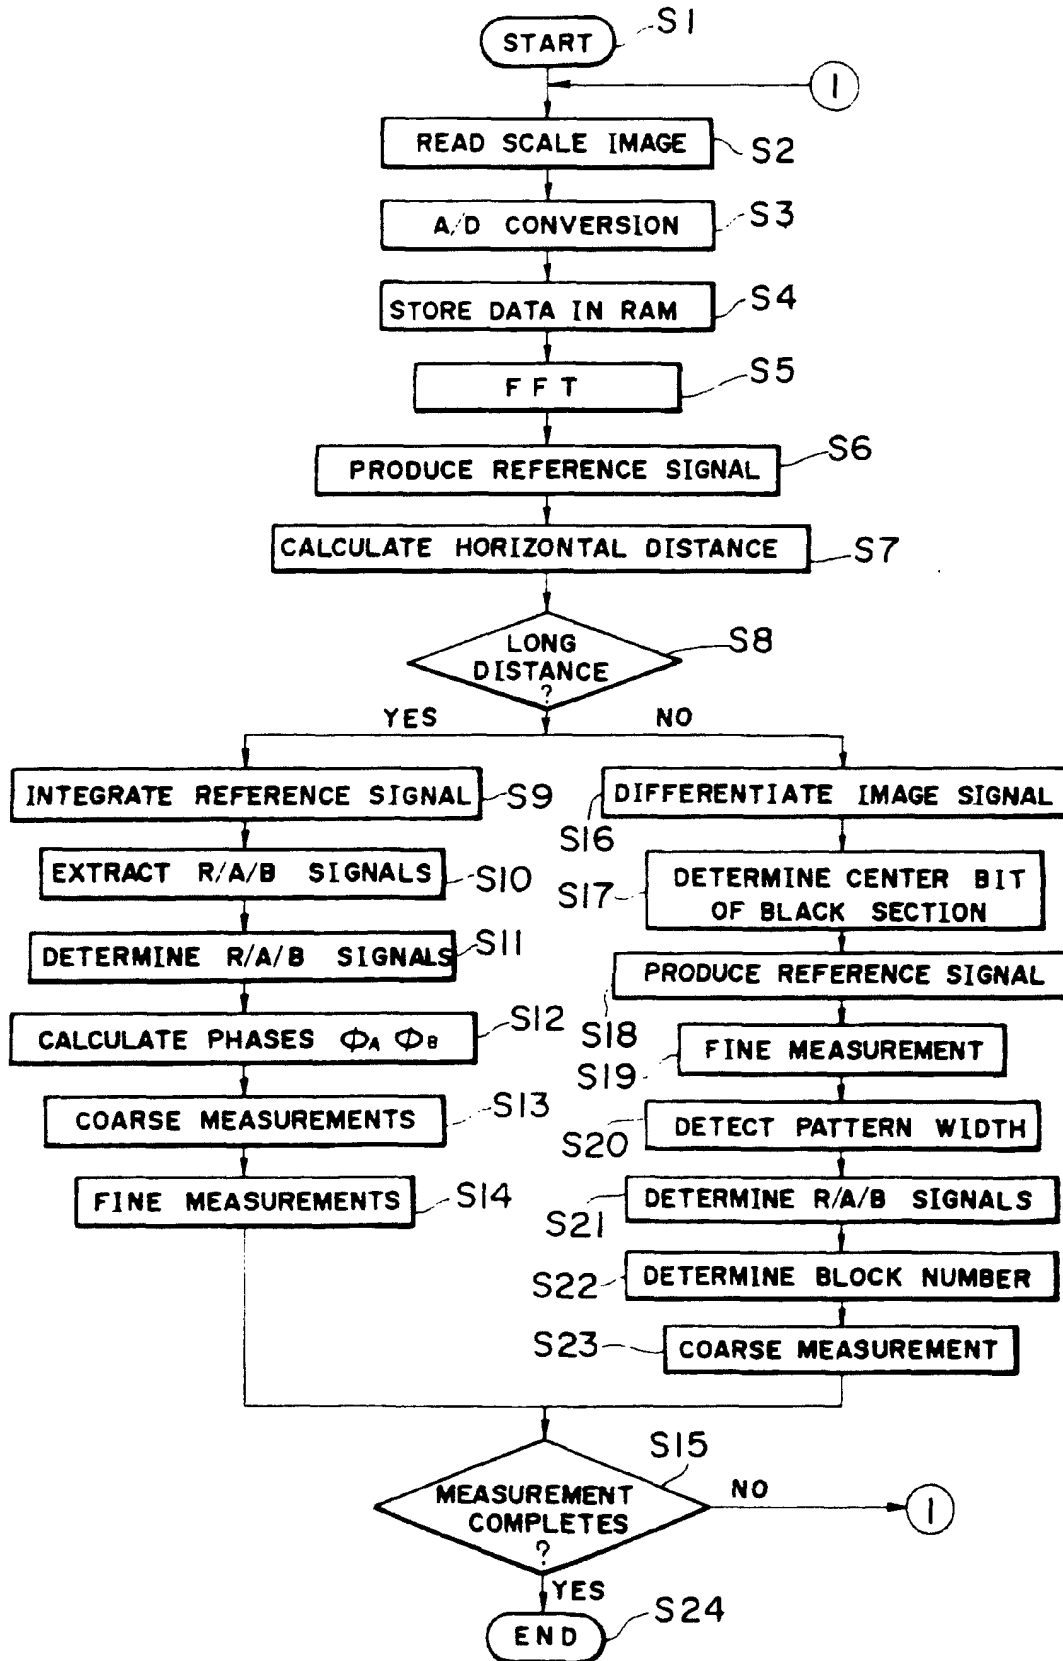 START
S1
1
READ SCALE IMAGE
S2
A/D CONVERSION
S3
STORE DATA IN RAM
S4
FFT
S5
PRODUCE REFERENCE SIGNAL
S6
CALCULATE HORIZONTAL DISTANCE
S7
LONG
DISTANCE
?
S8
YES
NO
INTEGRATE REFERENCE SIGNAL
S9
EXTRACT R/A/B SIGNALS
S10
DETERMINE R/A/B SIGNALS
S11
CALCULATE PHASES ΦA ΦB
S12
COARSE MEASUREMENTS
S13
FINE MEASUREMENTS
S14
DIFFERENTIATE IMAGE SIGNAL
S16
DETERMINE CENTER BIT
OF BLACK SECTION
S17
PRODUCE REFERENCE SIGNAL
S18
FINE MEASUREMENT
S19
DETECT PATTERN WIDTH
S20
DETERMINE R/A/B SIGNALS
S21
DETERMINE BLOCK NUMBER
S22
COARSE MEASUREMENT
S23
MEASUREMENT
COMPLETES
?
S15
NO
1
YES
END
S24